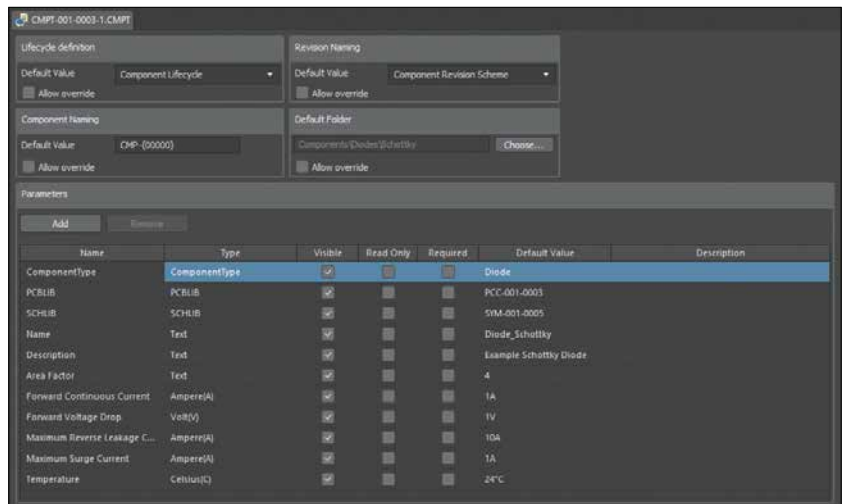 CMPT-001-0003-1.CMPT
Lifecycle definition
Revision Naming
Default Value Component Lifecycle
Default Value Component Revision Scheme
Allow override
Allow override
Component Naming
Default Folder
Default Value CMP-{00000}
Components\Diodes\Schottky Choose...
Allow override
Allow override
Parameters
Add Remove
Name Type Visible Read Only Required Default Value Description
ComponentType ComponentType Diode
PCBLIB PCBLIB PCC-001-0003
SCHLIB SCHLIB SYM-001-0005
Name Text Diode_Schottky
Description Text Example Schottky Diode
Area Factor Text 4
Forward Continuous Current Ampere(A) 1A
Forward Voltage Drop Volt(V) 1V
Maximum Reverse Leakage C... Ampere(A) 10A
Maximum Surge Current Ampere(A) 1A
Temperature Celsius(C) 24°C